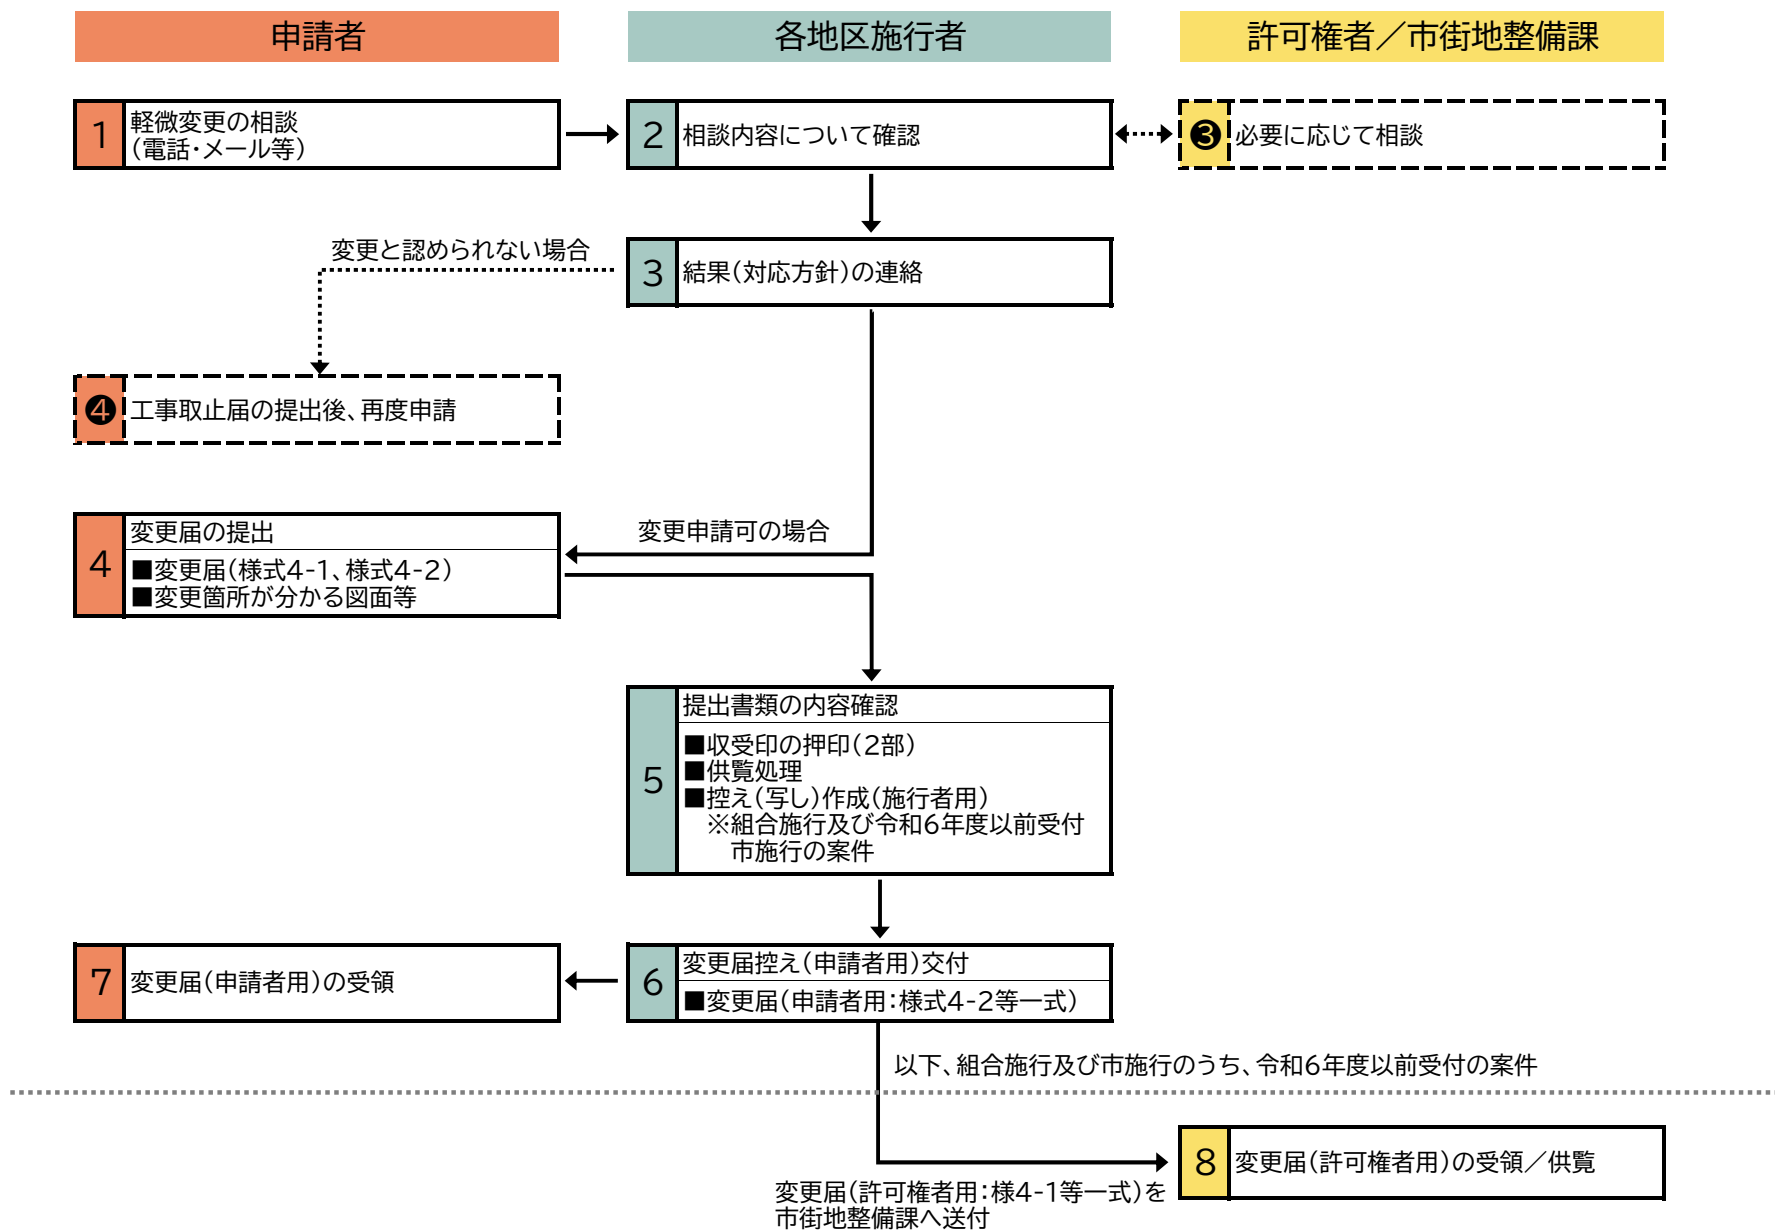 申請者
各地区施行者
許可権者／市街地整備課
1
軽微変更の相談
（電話・メール等）
2
相談内容について確認
❸
必要に応じて相談
変更と認められない場合
3
結果（対応方針）の連絡
❹
工事取止届の提出後、再度申請
4
変更届の提出
■変更届（様式4-1、様式4-2）
■変更箇所が分かる図面等
変更申請可の場合
5
提出書類の内容確認
■収受印の押印（2部）
■供覧処理
■控え（写し）作成（施行者用）
※組合施行及び令和6年度以前受付
市施行の案件
7
変更届（申請者用）の受領
6
変更届控え（申請者用）交付
■変更届（申請者用：様式4-2等一式）
以下、組合施行及び市施行のうち、令和6年度以前受付の案件
8
変更届（許可権者用）の受領／供覧
変更届（許可権者用：様4-1等一式）を
市街地整備課へ送付